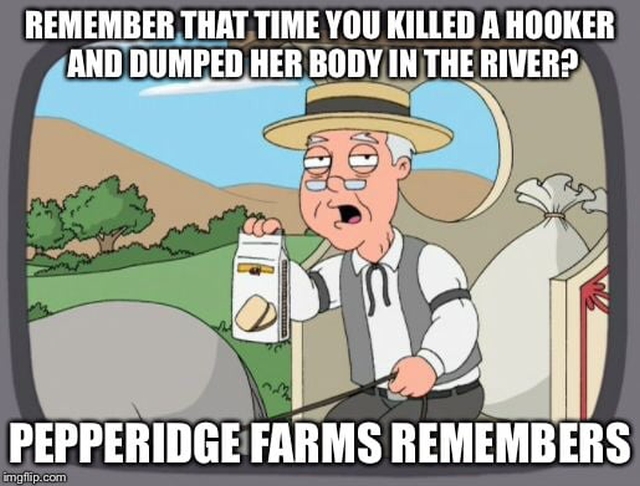 REMEMBER THAT TIME YOU KILLED A HOOKER
AND DUMPED HER BODY IN THE RIVER?
PEPPERIDGE FARMS REMEMBERS
imgflip.com